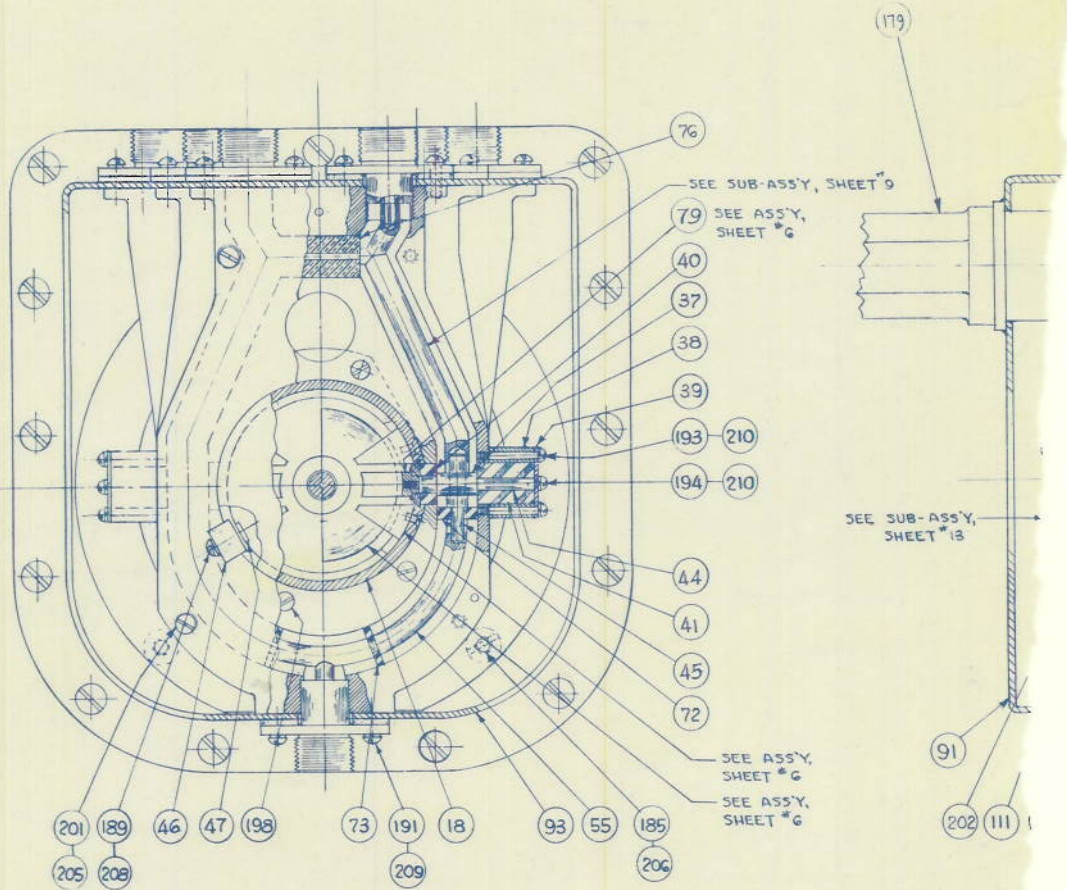 179
76
SEE SUB-ASS'Y, SHEET #9
79 SEE ASS'Y,
SHEET #6
40
37
38
39
193 210
194 210
SEE SUB-ASS'Y,
SHEET #13
44
41
45
72
91
SEE ASS'Y,
SHEET #6
SEE ASS'Y,
SHEET #6
201 189 46 47 198 73 191 18 93 55 185 202 111
205 208 209 206